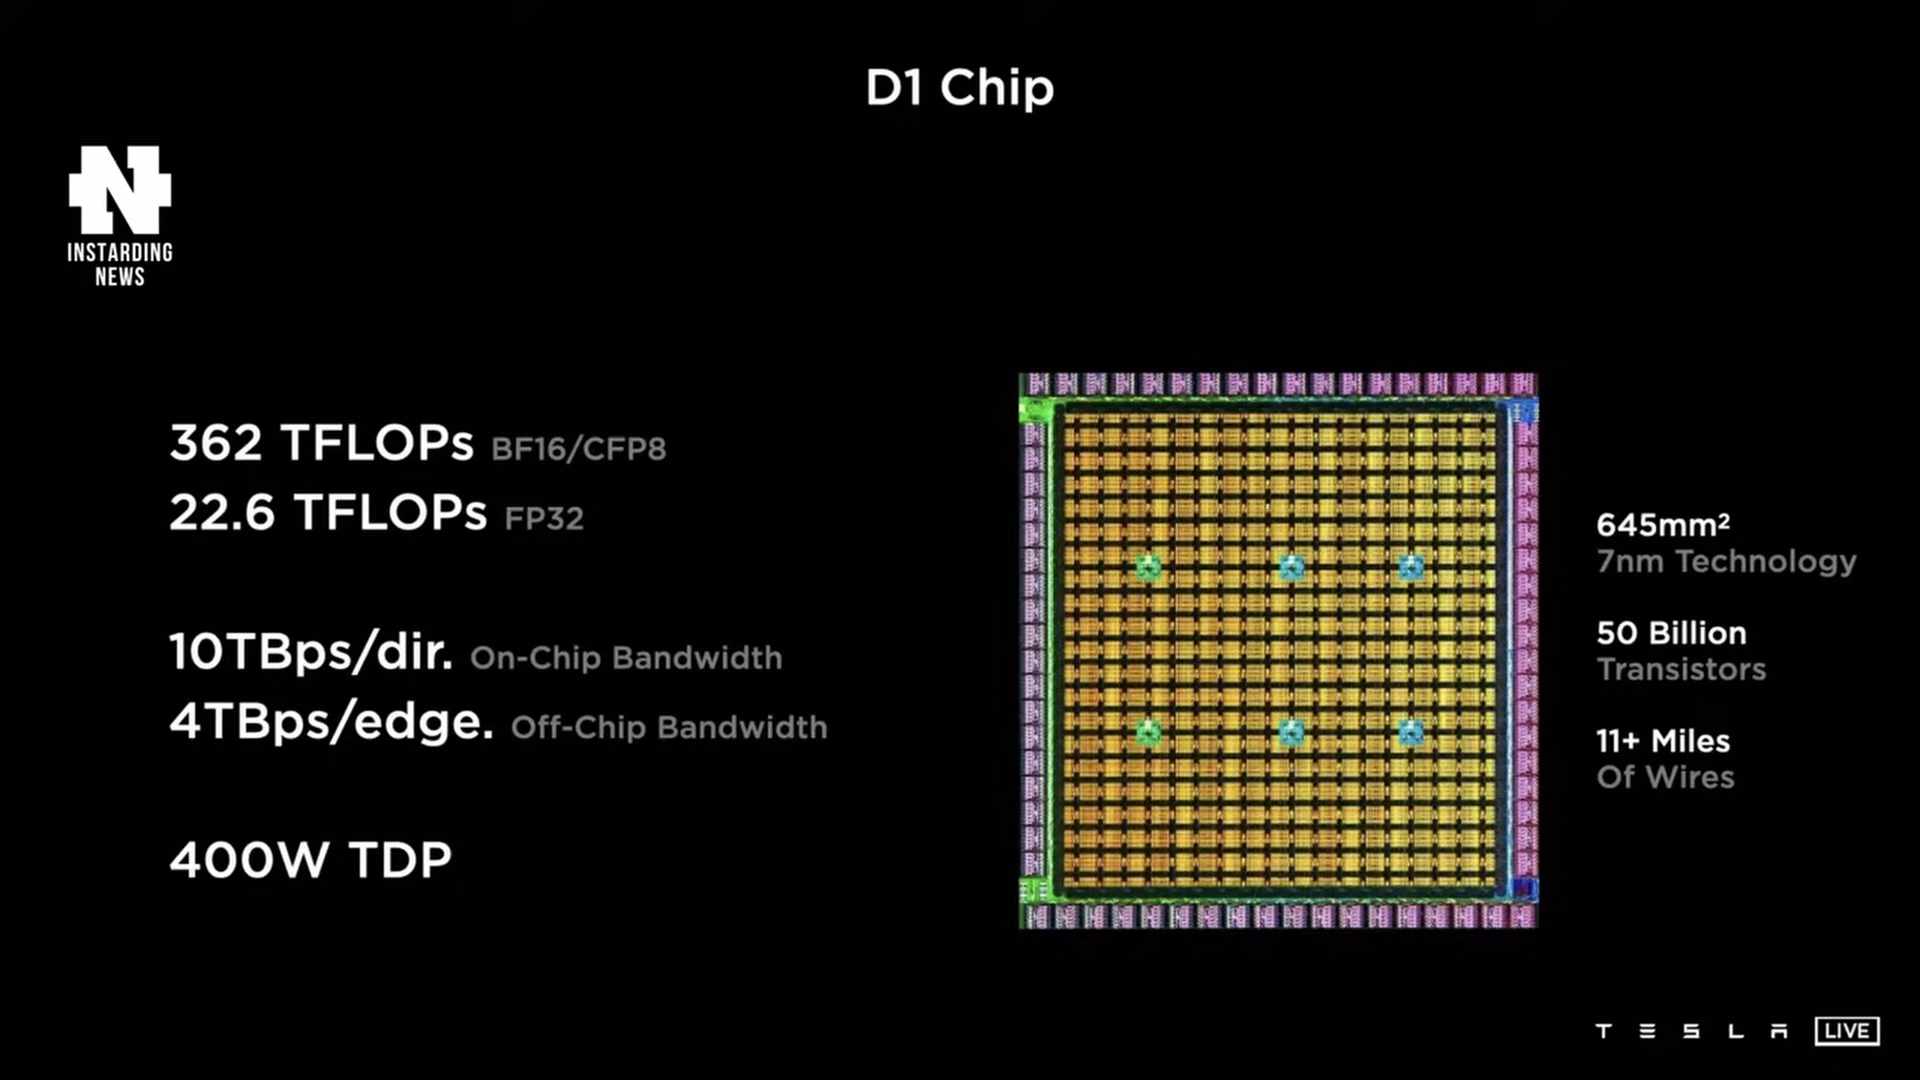 D1 Chip
N
INSTARDING
NEWS
362 TFLOPs BF16/CFP8
22.6 TFLOPs FP32
10TBps/dir. On-Chip Bandwidth
4TBps/edge. Off-Chip Bandwidth
400W TDP
645mm²
7nm Technology
50 Billion
Transistors
11+ Miles
Of Wires
TESLA LIVE